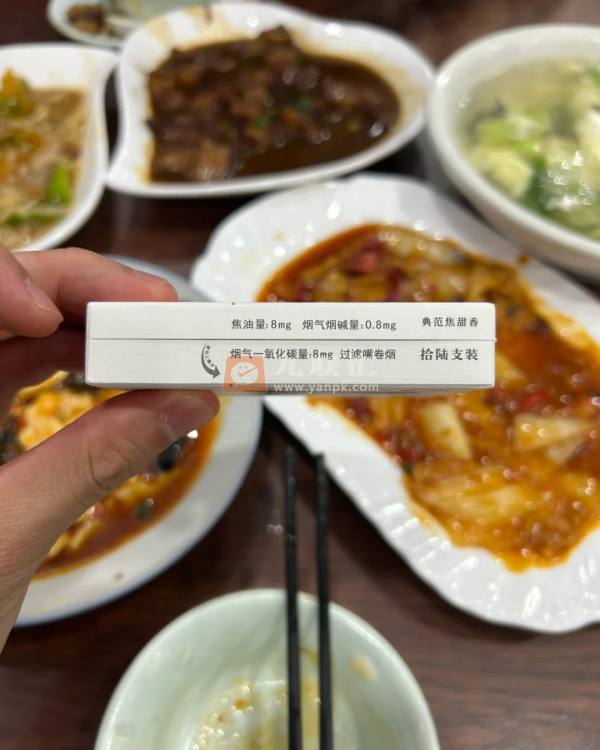 焦油量:8mg 烟气烟碱量:0.8mg 典范焦甜香
烟气一氧化碳量:8mg 过滤嘴卷烟 拾陆支装
www.yanpk.com